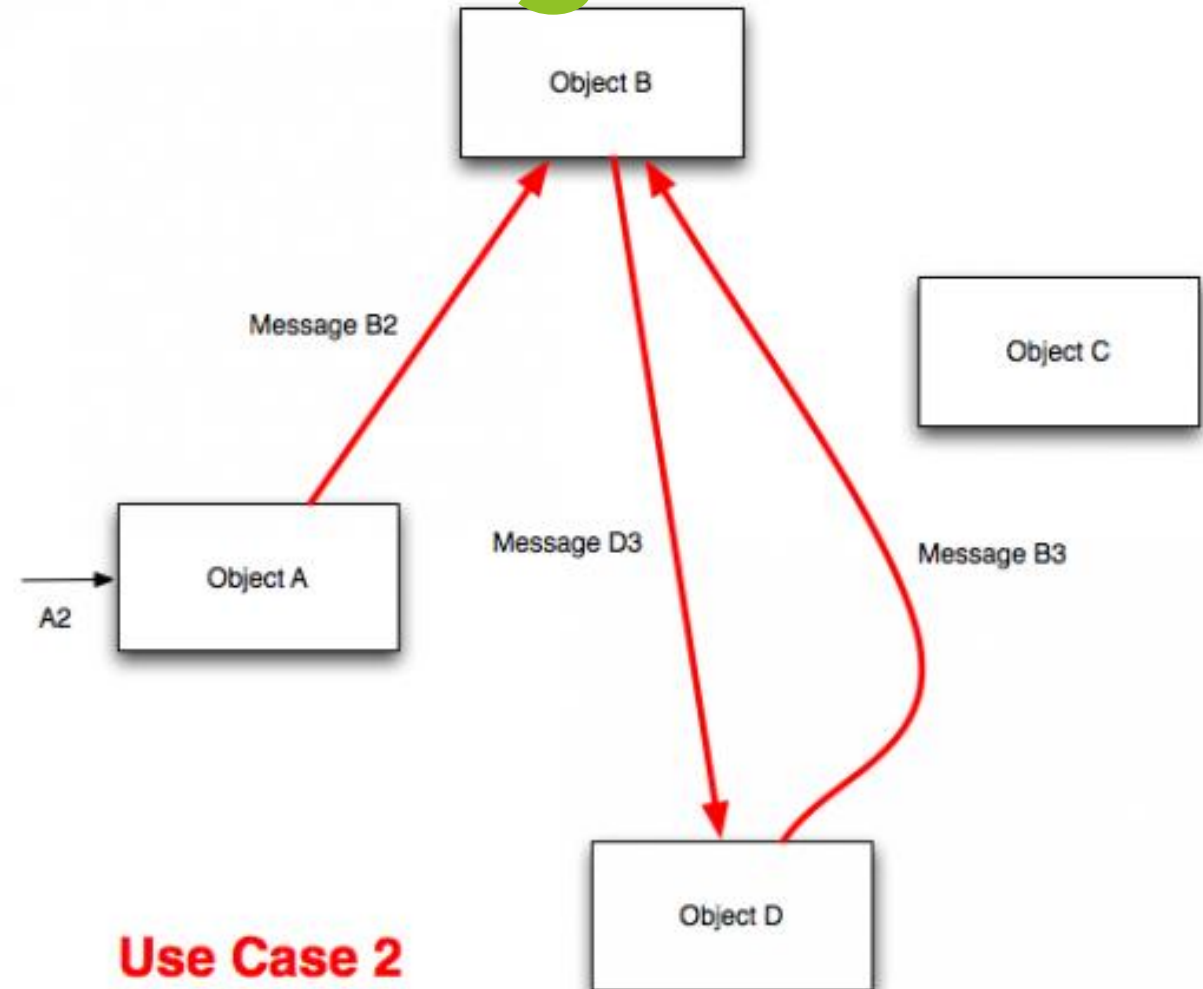 Object B
Message B2
Object C
Message D3
Message B3
Object A
A2
Object D
Use Case 2